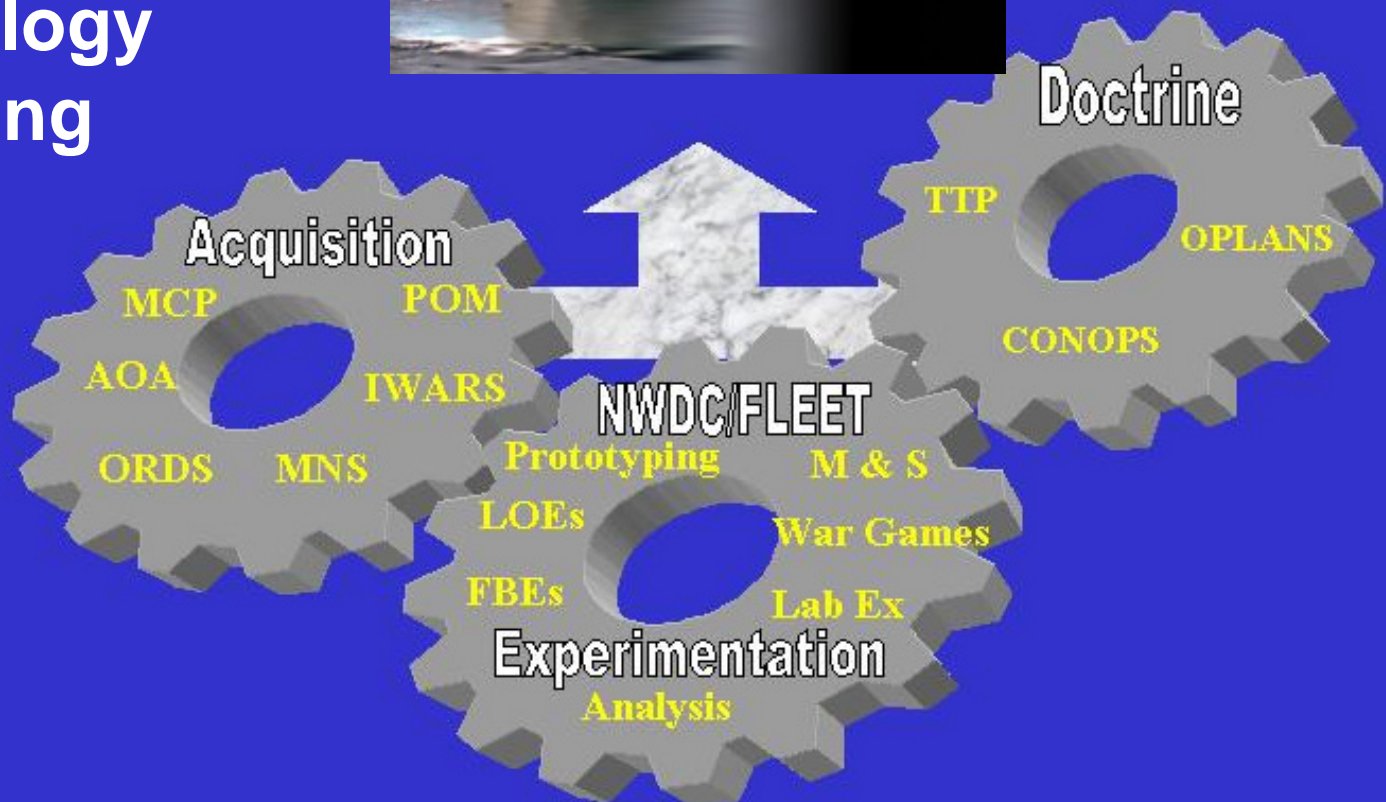 logy
ng
Doctrine
TTP
OPLANS
CONOPS
Acquisition
MCP POM
AOA IWARS
ORDS MNS
NWDC/FLEET
Prototyping M & S
LOEs War Games
FBEs Lab Ex
Experimentation
Analysis